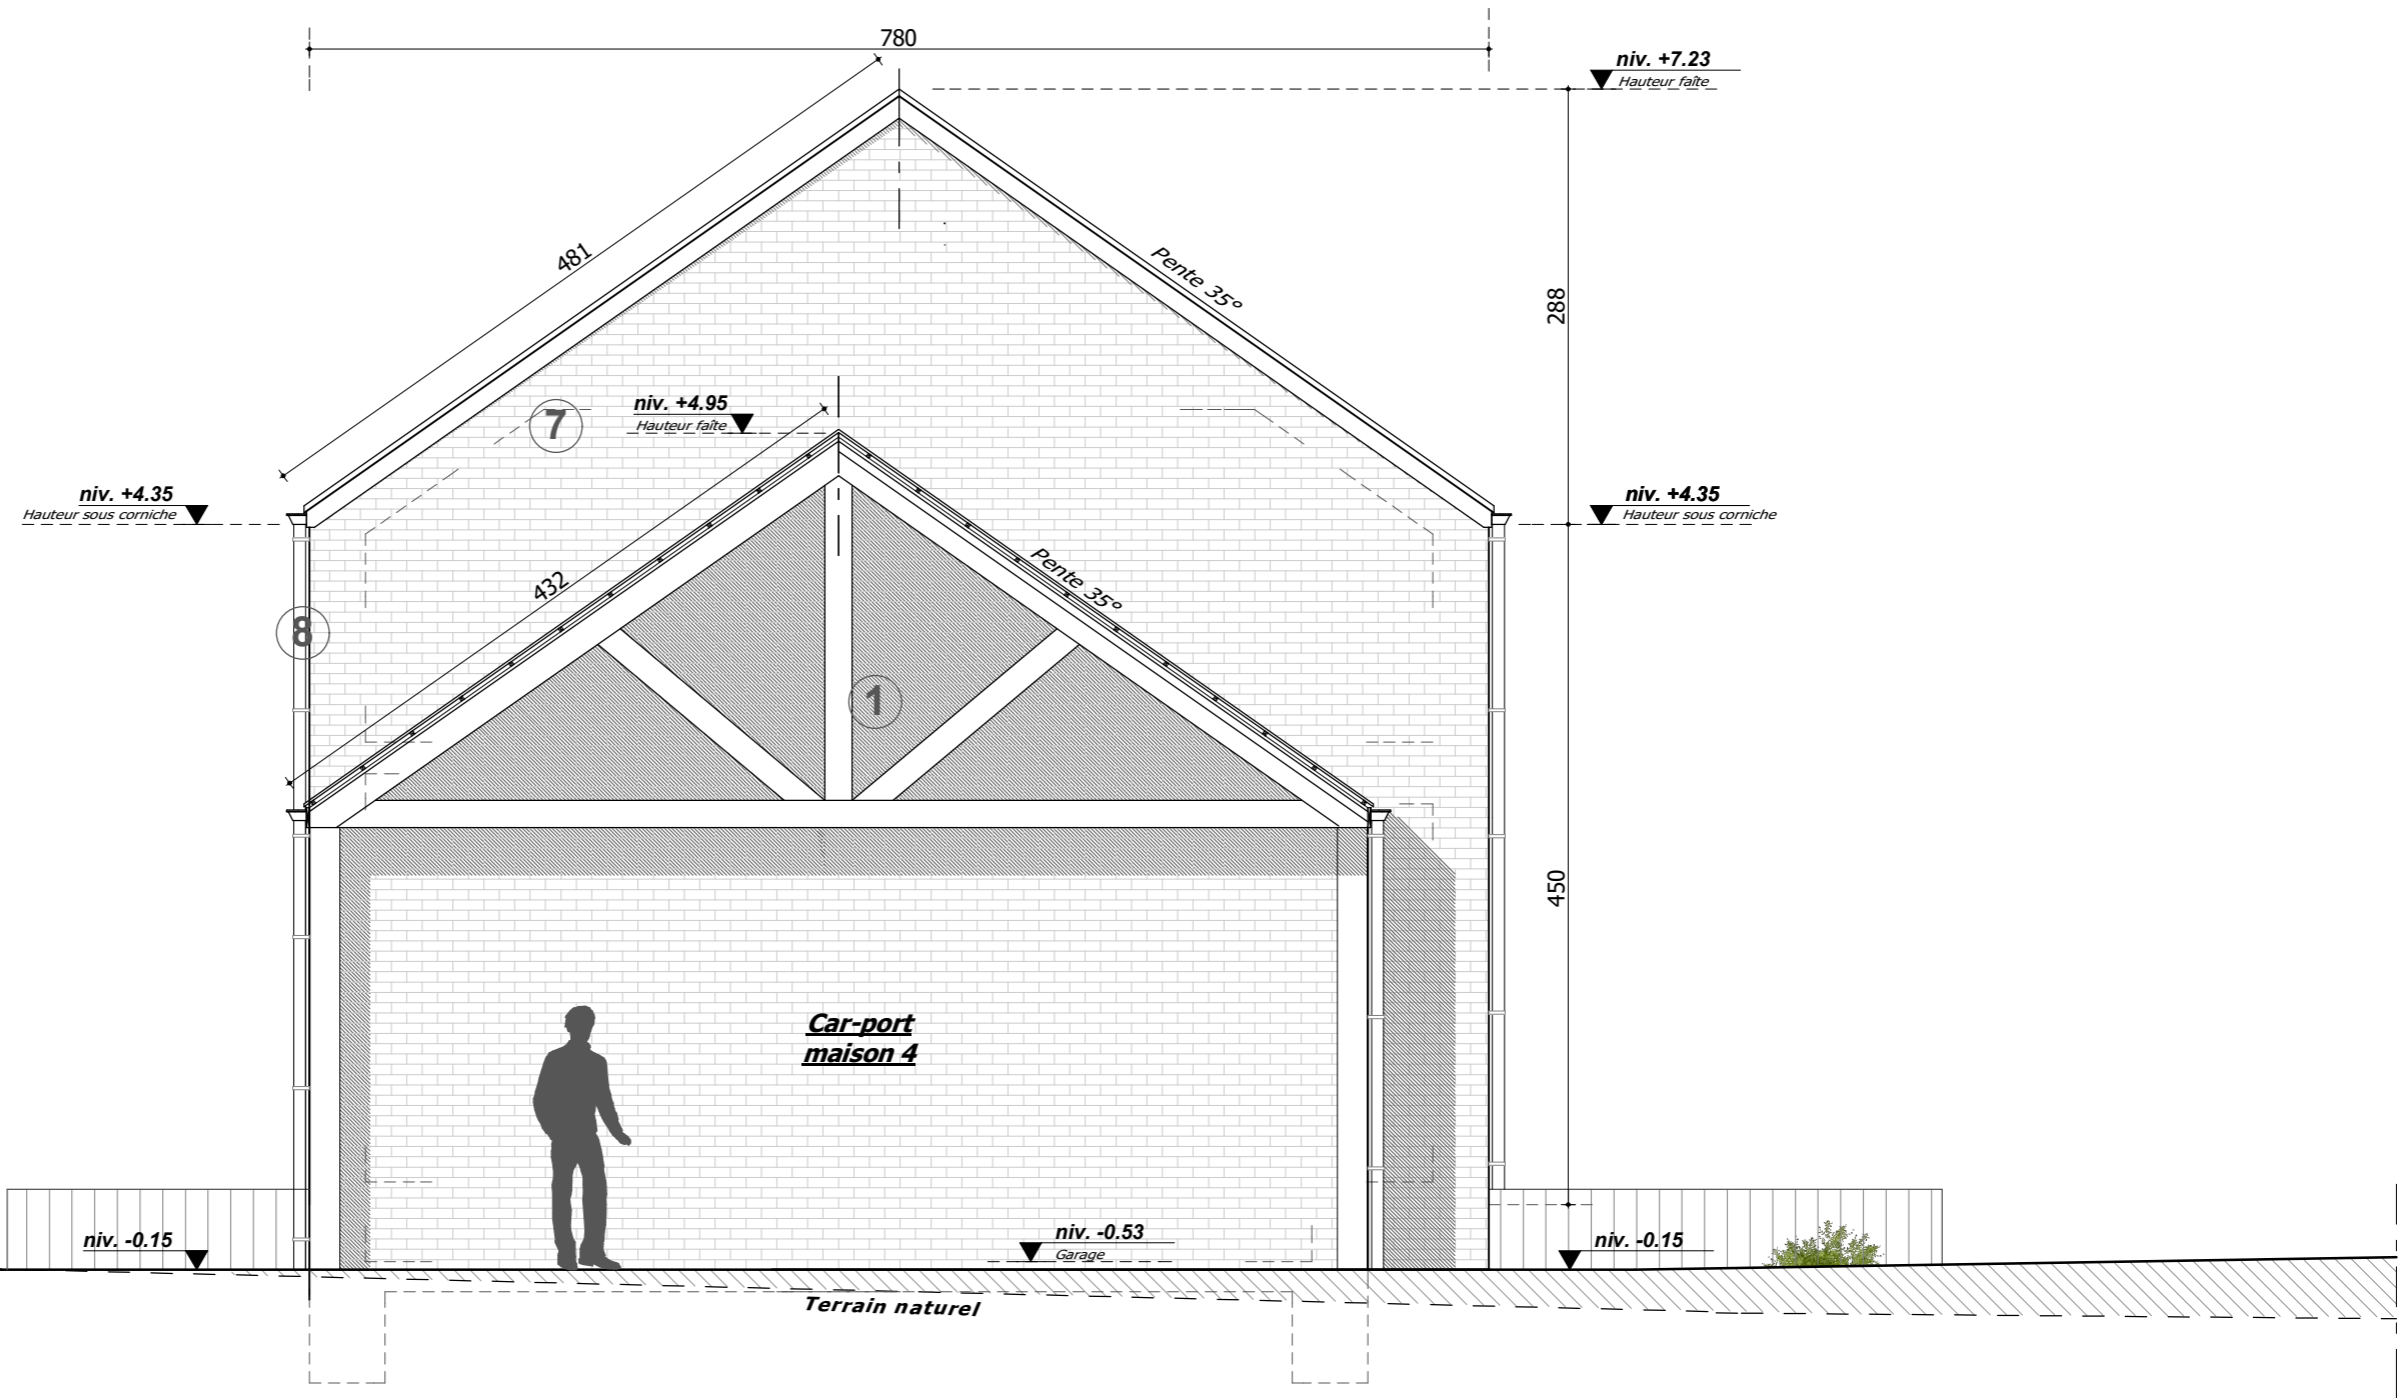 780
niv. +7.23
Hauteur faîte
481
Pente 35°
288
7
niv. +4.95
Hauteur faîte
niv. +4.35
Hauteur sous corniche
niv. +4.35
Hauteur sous corniche
432
Pente 35°
8
1
450
Car-port
maison 4
niv. -0.15
niv. -0.53
Garage
niv. -0.15
Terrain naturel